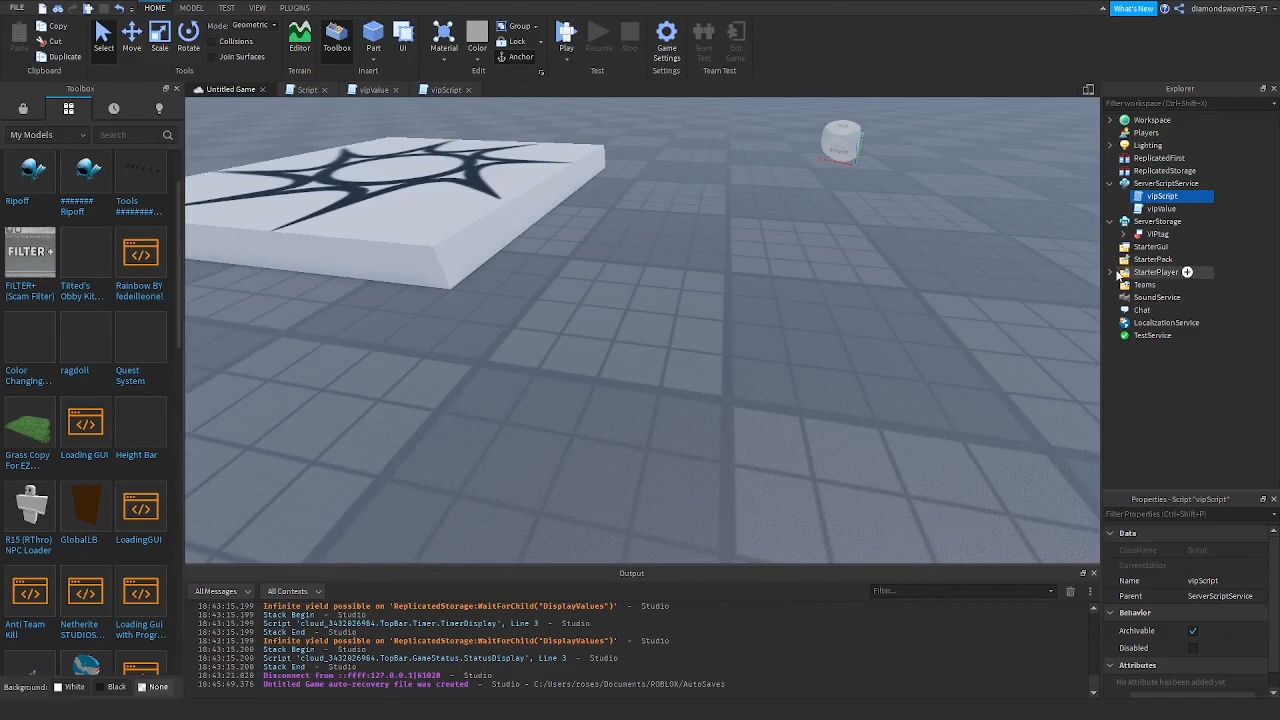 FILE HOME MODEL TEST VIEW PLUGINS What's New diamondsword755_YT
Paste Copy Cut Duplicate Select Move Scale Rotate Mode: Geometric Collisions Join Surfaces Editor Toolbox Part UI Material Color Group Lock Anchor Play Resume Stop Game Settings Team Test Exit Game
Clipboard Tools Terrain Insert Edit Test Settings Team Test
Toolbox Untitled Game Script vipValue vipScript Explorer
Filter workspace (Ctrl+Shift+X)
My Models Search
Workspace
Players
Lighting
ReplicatedFirst
ReplicatedStorage
ServerScriptService
vipScript
vipValue
ServerStorage
VIPtag
StarterGui
StarterPack
StarterPlayer
Teams
SoundService
Chat
LocalizationService
TestService
Front
Ripoff ####### Ripoff Tools ########...
FILTER +
FILTER+ (Scam Filter) Tilted's Obby Kit... Rainbow BY fedeilleone!
Color Changing... ragdoll Quest System
Grass Copy For EZ... Loading GUI Height Bar
R15 (Rthro) NPC Loader GlobalLB LoadingGUI
Anti Team Kill Netherite STUDIOS... Loading Gui with Progr...
Background: White Black None
Output
All Messages All Contexts Filter...
18:43:15.199 Infinite yield possible on 'ReplicatedStorage:WaitForChild("DisplayValues")' - Studio
18:43:15.199 Stack Begin - Studio
18:43:15.199 Script 'cloud_3432026984.TopBar.Timer.TimerDisplay', Line 3 - Studio
18:43:15.199 Stack End - Studio
18:43:15.199 Infinite yield possible on 'ReplicatedStorage:WaitForChild("DisplayValues")' - Studio
18:43:15.200 Stack Begin - Studio
18:43:15.200 Script 'cloud_3432026984.TopBar.GameStatus.StatusDisplay', Line 3 - Studio
18:43:15.200 Stack End - Studio
18:43:21.020 Disconnect from ::ffff:127.0.0.1|61028 - Studio
18:45:49.376 Untitled Game auto-recovery file was created - Studio - C:/Users/roses/Documents/ROBLOX/AutoSaves
Properties - Script "vipScript"
Filter Properties (Ctrl+Shift+P)
Data
ClassName Script
CurrentEditor
Name vipScript
Parent ServerScriptService
Behavior
Archivable
Disabled
Attributes
No Attribute has been added yet.